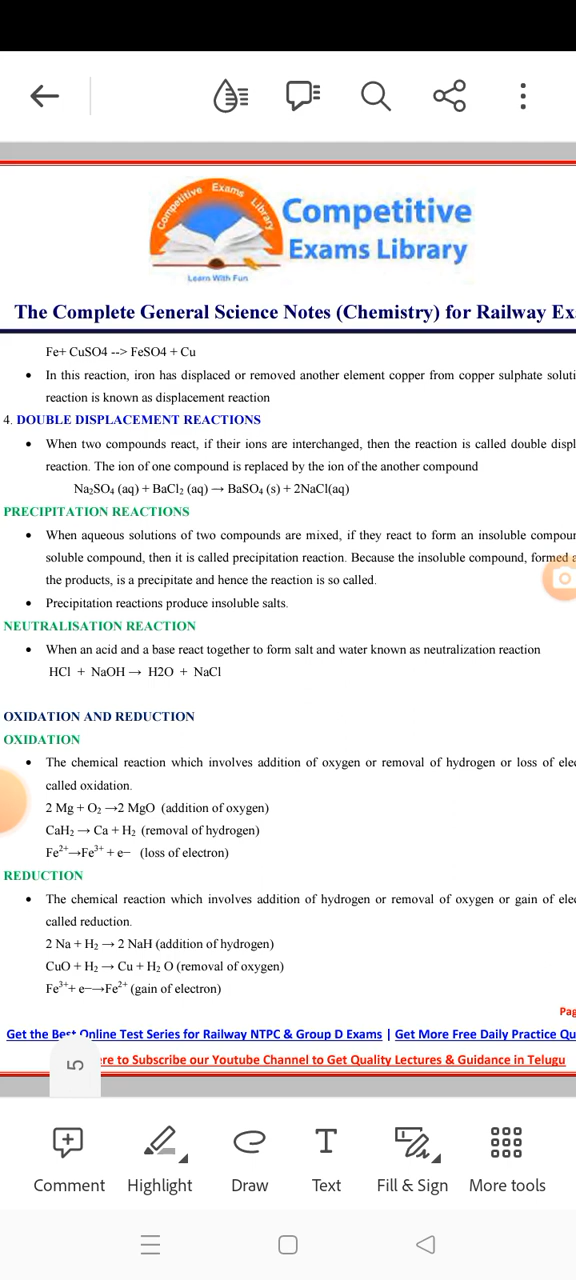 Competitive Exams Library
Competitive
Exams Library
Learn With Fun
The Complete General Science Notes (Chemistry) for Railway Ex
Fe+ CuSO4 --> FeSO4 + Cu
• In this reaction, iron has displaced or removed another element copper from copper sulphate soluti
reaction is known as displacement reaction
4. DOUBLE DISPLACEMENT REACTIONS
• When two compounds react, if their ions are interchanged, then the reaction is called double displ
reaction. The ion of one compound is replaced by the ion of the another compound
Na₂SO₄ (aq) + BaCl₂ (aq) → BaSO₄ (s) + 2NaCl(aq)
PRECIPITATION REACTIONS
• When aqueous solutions of two compounds are mixed, if they react to form an insoluble compour
soluble compound, then it is called precipitation reaction. Because the insoluble compound, formed a
the products, is a precipitate and hence the reaction is so called.
• Precipitation reactions produce insoluble salts.
NEUTRALISATION REACTION
• When an acid and a base react together to form salt and water known as neutralization reaction
HCl + NaOH → H2O + NaCl
OXIDATION AND REDUCTION
OXIDATION
• The chemical reaction which involves addition of oxygen or removal of hydrogen or loss of elec
called oxidation.
2 Mg + O₂ →2 MgO (addition of oxygen)
CaH₂ → Ca + H₂ (removal of hydrogen)
Fe²⁺→Fe³⁺ + e– (loss of electron)
REDUCTION
• The chemical reaction which involves addition of hydrogen or removal of oxygen or gain of elec
called reduction.
2 Na + H₂ → 2 NaH (addition of hydrogen)
CuO + H₂ → Cu + H₂ O (removal of oxygen)
Fe³⁺+ e–→Fe²⁺ (gain of electron)
Pag
Get the Best Online Test Series for Railway NTPC & Group D Exams | Get More Free Daily Practice Qu
5
re to Subscribe our Youtube Channel to Get Quality Lectures & Guidance in Telugu
Comment Highlight Draw Text Fill & Sign More tools